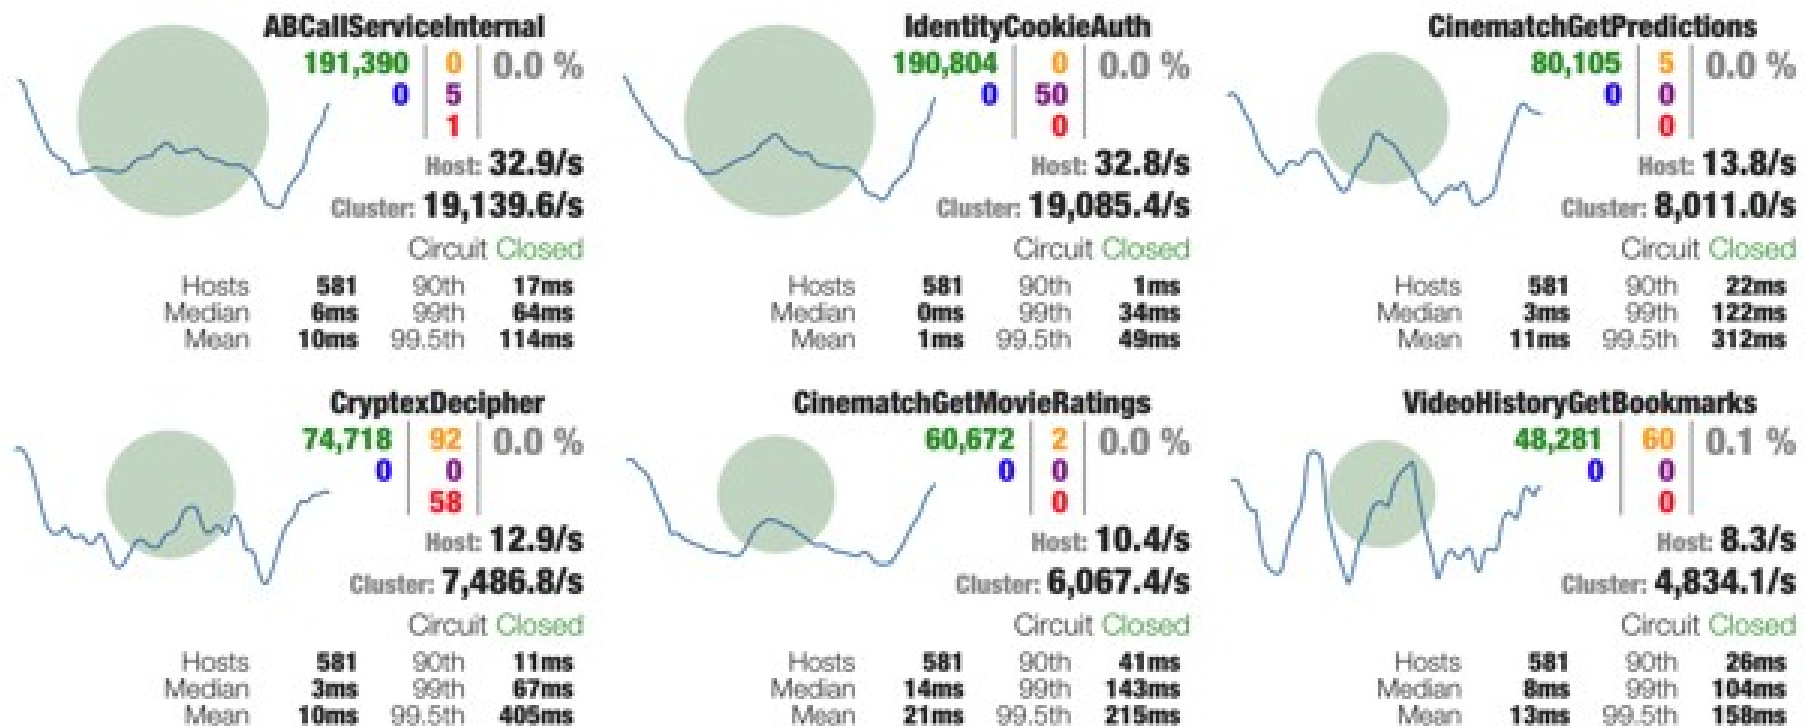 ABCallServiceInternal
191,390 0 0.0 %
0 5
1
Host: 32.9/s
Cluster: 19,139.6/s
Circuit Closed
Hosts 581 90th 17ms
Median 6ms 99th 64ms
Mean 10ms 99.5th 114ms
IdentityCookieAuth
190,804 0 0.0 %
0 50
0
Host: 32.8/s
Cluster: 19,085.4/s
Circuit Closed
Hosts 581 90th 1ms
Median 0ms 99th 34ms
Mean 1ms 99.5th 49ms
CinematchGetPredictions
80,105 5 0.0 %
0 0
0
Host: 13.8/s
Cluster: 8,011.0/s
Circuit Closed
Hosts 581 90th 22ms
Median 3ms 99th 122ms
Mean 11ms 99.5th 312ms
CryptexDecipher
74,718 92 0.0 %
0 0
58
Host: 12.9/s
Cluster: 7,486.8/s
Circuit Closed
Hosts 581 90th 11ms
Median 3ms 99th 67ms
Mean 10ms 99.5th 405ms
CinematchGetMovieRatings
60,672 2 0.0 %
0 0
0
Host: 10.4/s
Cluster: 6,067.4/s
Circuit Closed
Hosts 581 90th 41ms
Median 14ms 99th 143ms
Mean 21ms 99.5th 215ms
VideoHistoryGetBookmarks
48,281 60 0.1 %
0 0
0
Host: 8.3/s
Cluster: 4,834.1/s
Circuit Closed
Hosts 581 90th 26ms
Median 8ms 99th 104ms
Mean 13ms 99.5th 158ms